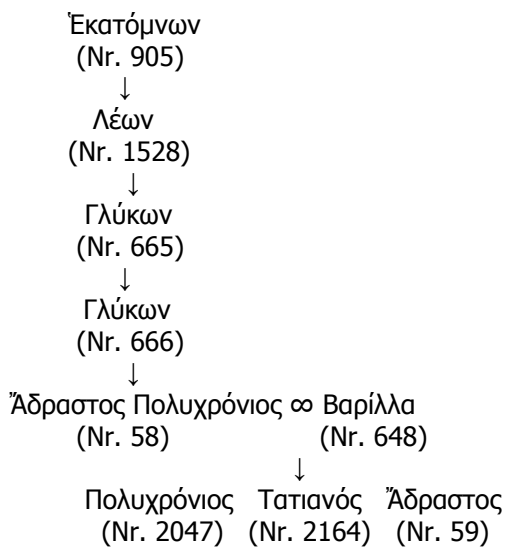 Ἑκατόμνων
(Nr. 905)
↓
Λέων
(Nr. 1528)
↓
Γλύκων
(Nr. 665)
↓
Γλύκων
(Nr. 666)
↓
Ἄδραστος Πολυχρόνιος ∞ Βαρίλλα
(Nr. 58) (Nr. 648)
↓
Πολυχρόνιος Τατιανός Ἄδραστος
(Nr. 2047) (Nr. 2164) (Nr. 59)